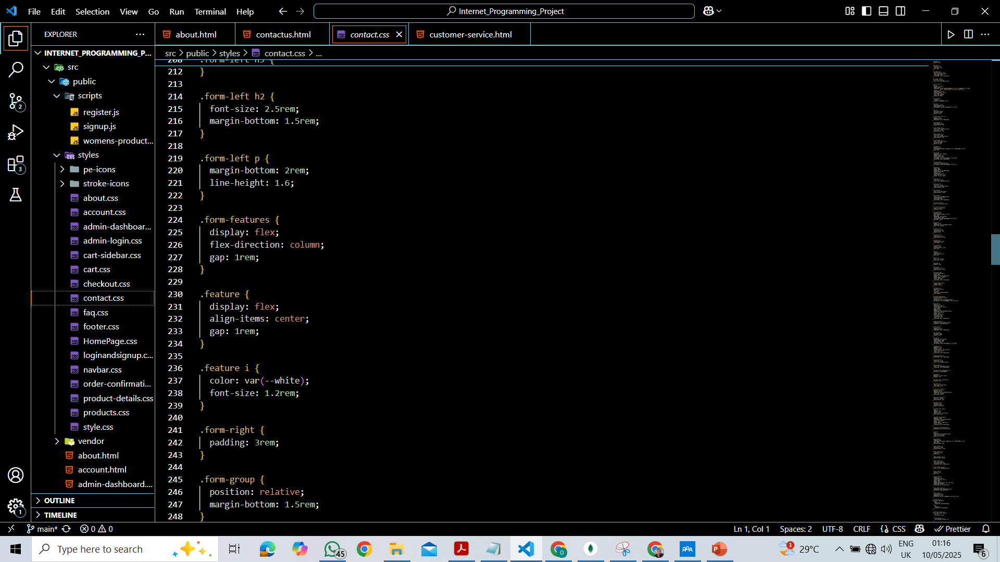 File Edit Selection View Go Run Terminal Help
Internet_Programming_Project
EXPLORER
about.html
contactus.html
contact.css
customer-service.html
INTERNET_PROGRAMMING_P...
src
public
scripts
register.js
signup.js
womens-product...
styles
pe-icons
stroke-icons
about.css
account.css
admin-dashboar...
admin-login.css
cart-sidebar.css
cart.css
checkout.css
contact.css
faq.css
footer.css
HomePage.css
loginandsignup.c...
navbar.css
order-confirmati...
product-details.css
products.css
style.css
vendor
about.html
account.html
admin-dashboard....
OUTLINE
TIMELINE
2
3
1
src > public > styles > contact.css > ...
208 .form-left h3 {
212 }
213
214 .form-left h2 {
215 font-size: 2.5rem;
216 margin-bottom: 1.5rem;
217 }
218
219 .form-left p {
220 margin-bottom: 2rem;
221 line-height: 1.6;
222 }
223
224 .form-features {
225 display: flex;
226 flex-direction: column;
227 gap: 1rem;
228 }
229
230 .feature {
231 display: flex;
232 align-items: center;
233 gap: 1rem;
234 }
235
236 .feature i {
237 color: var(--white);
238 font-size: 1.2rem;
239 }
240
241 .form-right {
242 padding: 3rem;
243 }
244
245 .form-group {
246 position: relative;
247 margin-bottom: 1.5rem;
248 }
main* 0 0
Ln 1, Col 1 Spaces: 2 UTF-8 CRLF {} CSS Prettier
Type here to search
45
3
29°C
ENG
UK
01:16
10/05/2025
6